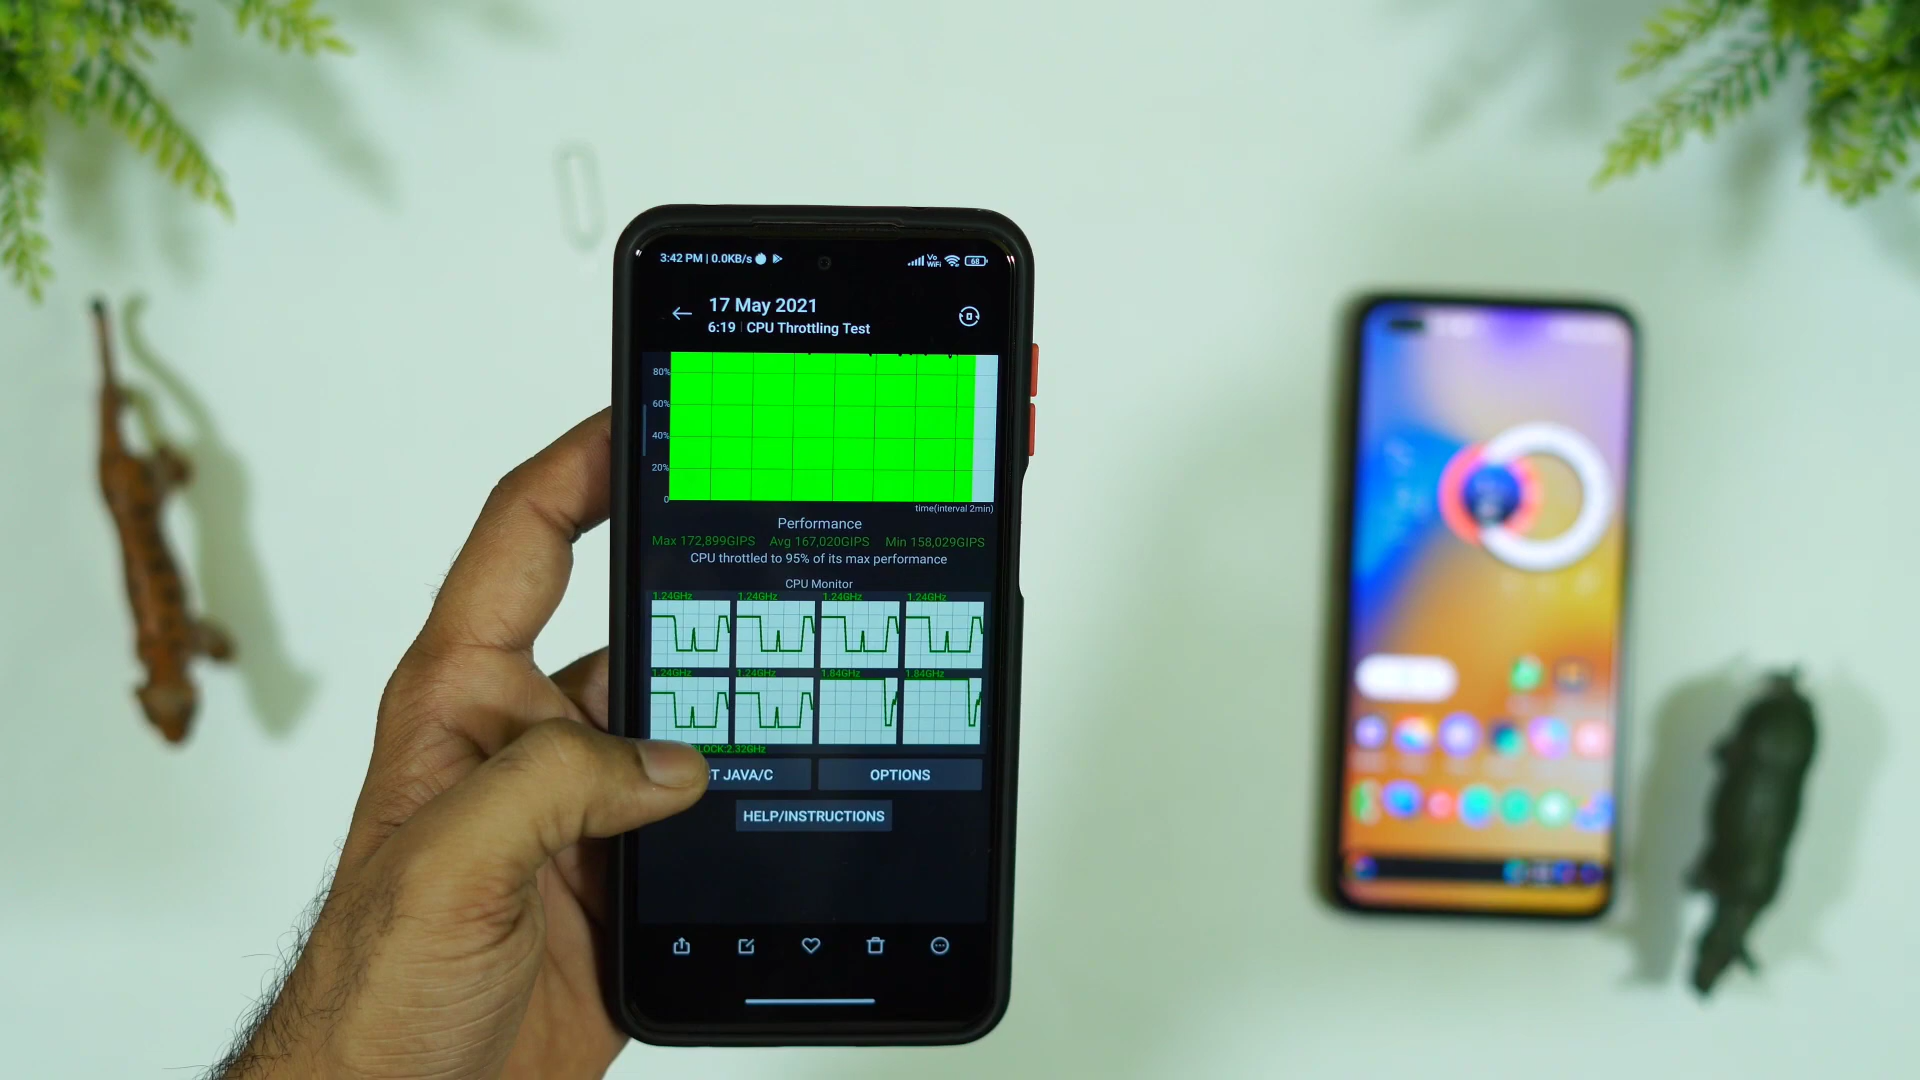 3:42 PM | 0.0KB/s
Vo
WiFi
68
17 May 2021
6:19 | CPU Throttling Test
80%
60%
40%
20%
0
time(interval 2min)
Performance
Max 172,899GIPS Avg 167,020GIPS Min 158,029GIPS
CPU throttled to 95% of its max performance
CPU Monitor
1.24GHz 1.24GHz 1.24GHz 1.24GHz
1.24GHz 1.24GHz 1.84GHz 1.84GHz
LOCK:2.32GHz
T JAVA/C OPTIONS
HELP/INSTRUCTIONS